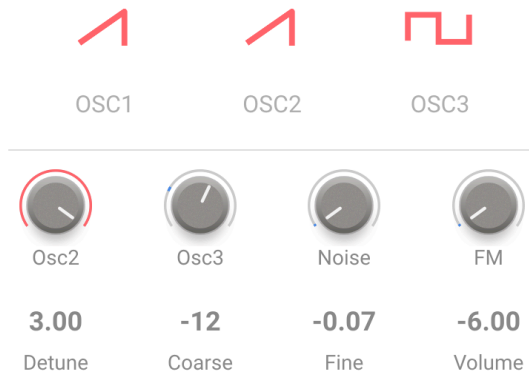 OSC1 OSC2 OSC3
Osc2 Osc3 Noise FM
3.00 -12 -0.07 -6.00
Detune Coarse Fine Volume